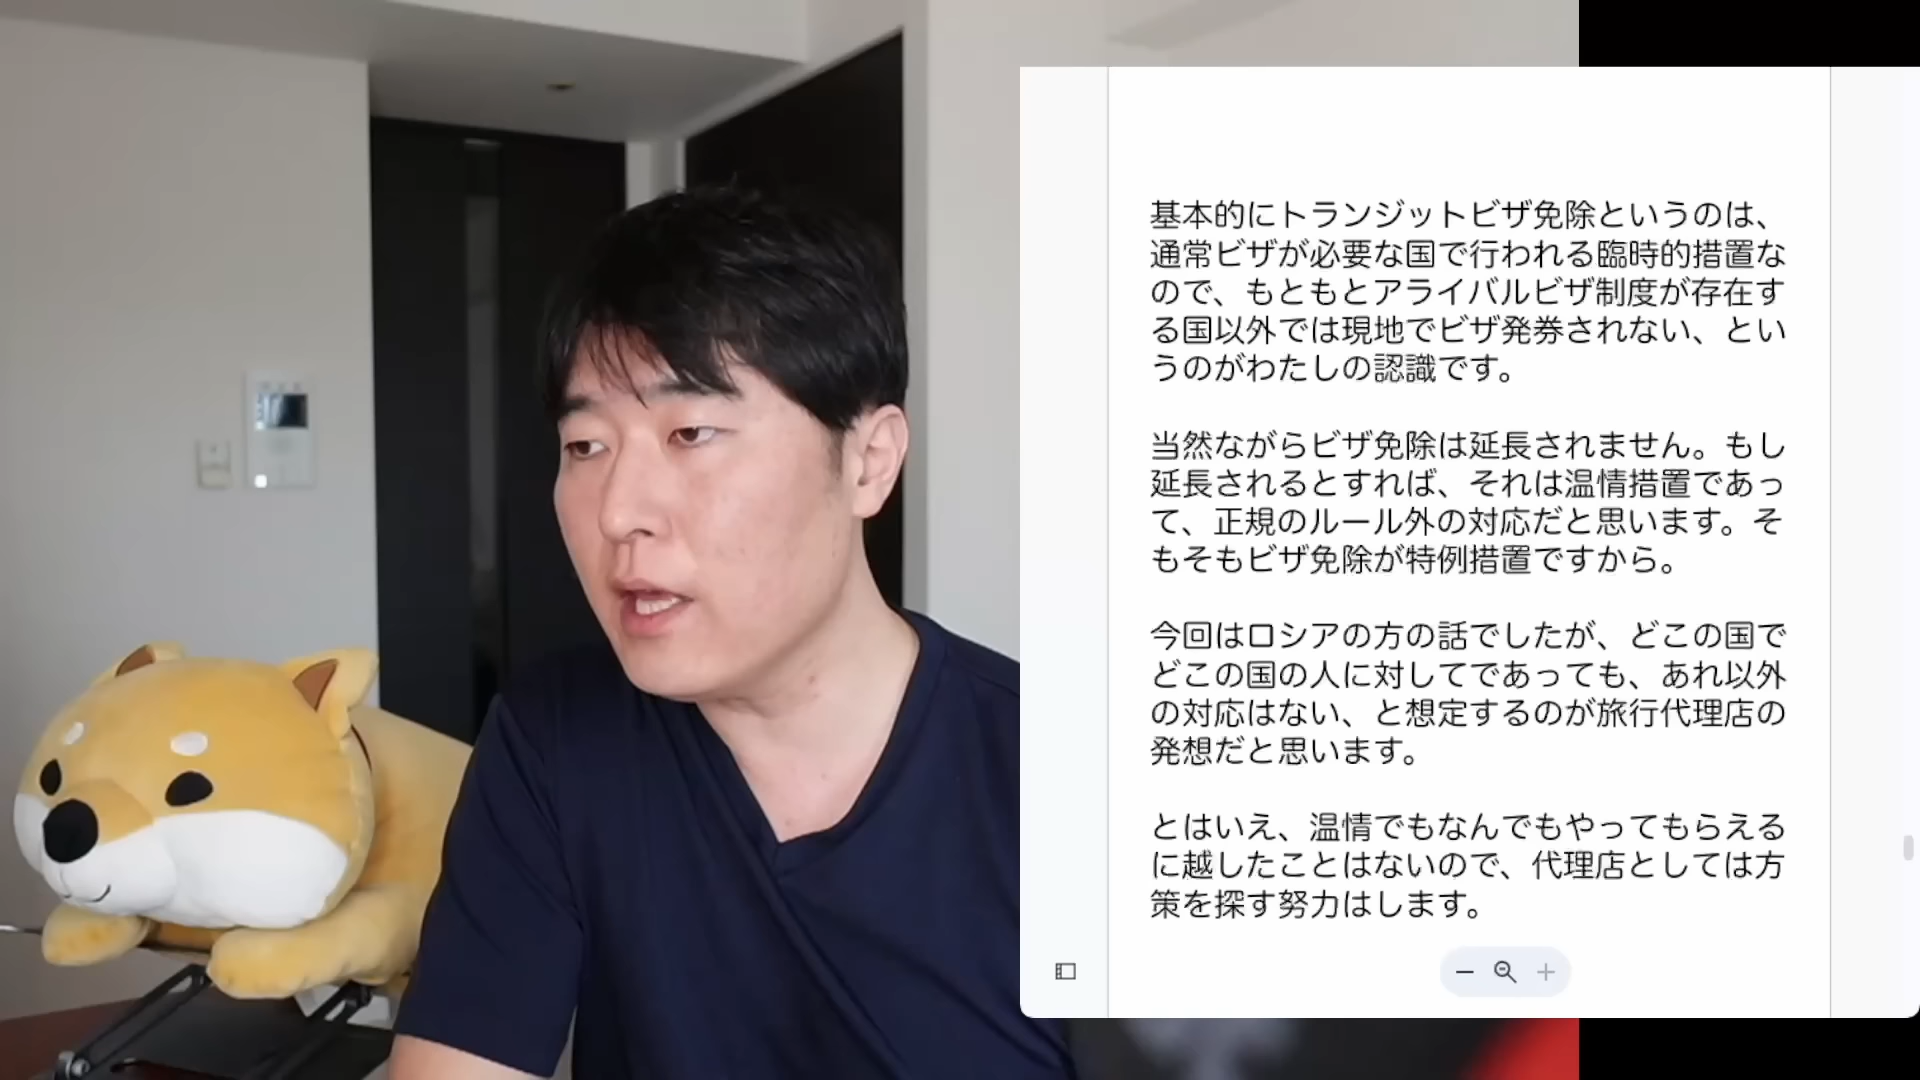 基本的にトランジットビザ免除というのは、
通常ビザが必要な国で行われる臨時的措置な
ので、もともとアライバルビザ制度が存在す
る国以外では現地でビザ発券されない、とい
うのがわたしの認識です。
当然ながらビザ免除は延長されません。もし
延長されるとすれば、それは温情措置であっ
て、正規のルール外の対応だと思います。そ
もそもビザ免除が特例措置ですから。
今回はロシアの方の話でしたが、どこの国で
どこの国の人に対してであっても、あれ以外
の対応はない、と想定するのが旅行代理店の
発想だと思います。
とはいえ、温情でもなんでもやってもらえる
に越したことはないので、代理店としては方
策を探す努力はします。